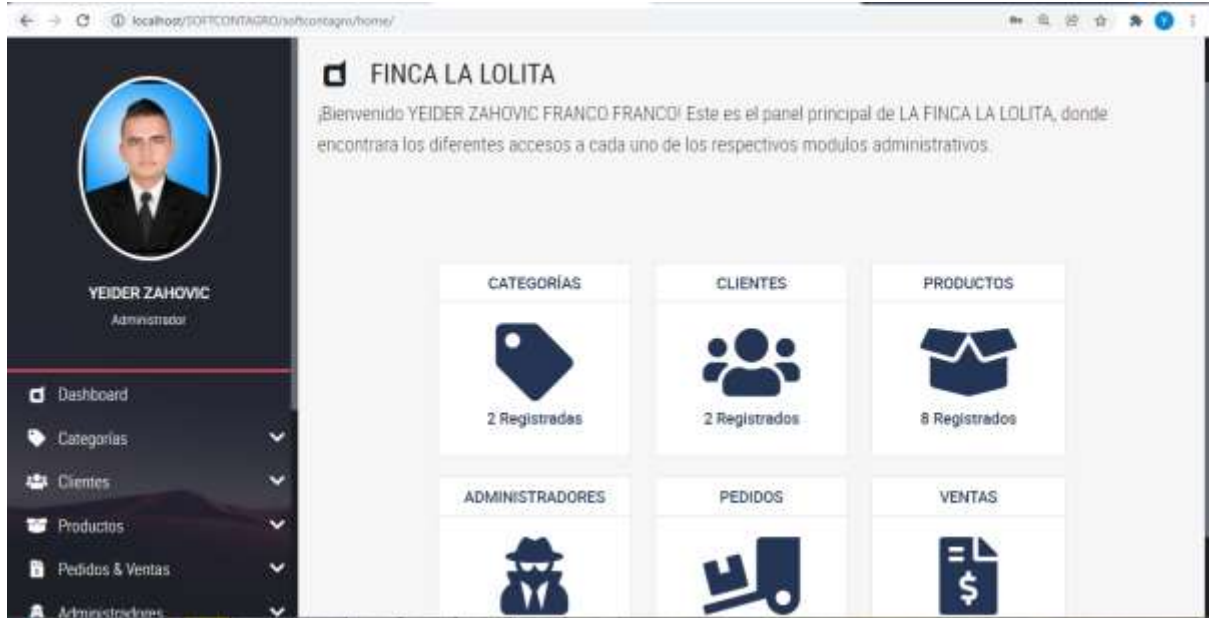 localhost/SOFTCONTAGRO/softcontagro/home/
FINCA LA LOLITA
¡Bienvenido YEIDER ZAHOVIC FRANCO FRANCO! Este es el panel principal de LA FINCA LA LOLITA, donde
encontrara los diferentes accesos a cada uno de los respectivos modulos administrativos.
YEIDER ZAHOVIC
Administrador
Dashboard
Categorías
Clientes
Productos
Pedidos & Ventas
Administradores
CATEGORÍAS
2 Registradas
CLIENTES
2 Registrados
PRODUCTOS
8 Registrados
ADMINISTRADORES
PEDIDOS
VENTAS